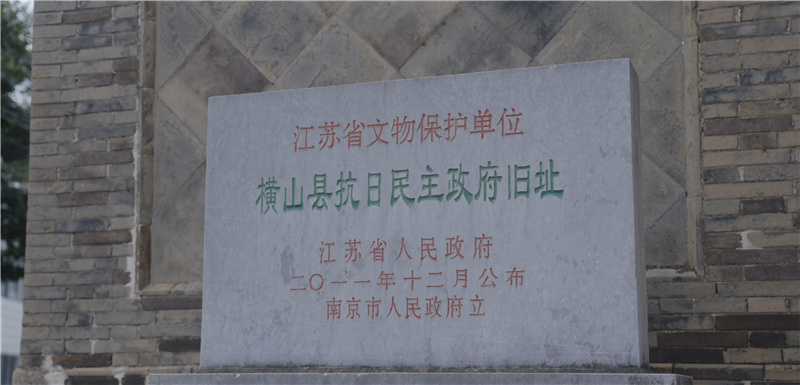 江苏省文物保护单位
横山县抗日民主政府旧址
江苏省人民政府
二〇一一年十二月公布
南京市人民政府立